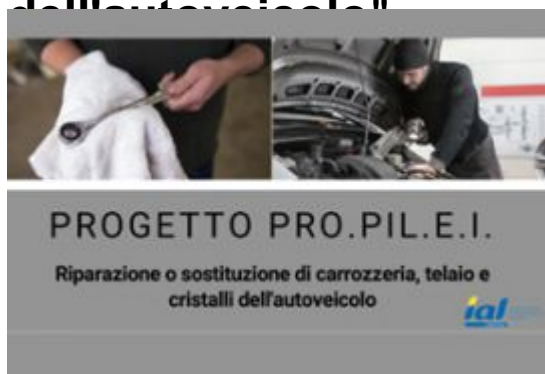 dell'autoveicolo"
PROGETTO PRO.PIL.E.I.
Riparazione o sostituzione di carrozzeria, telaio e
cristalli dell'autoveicolo
ial